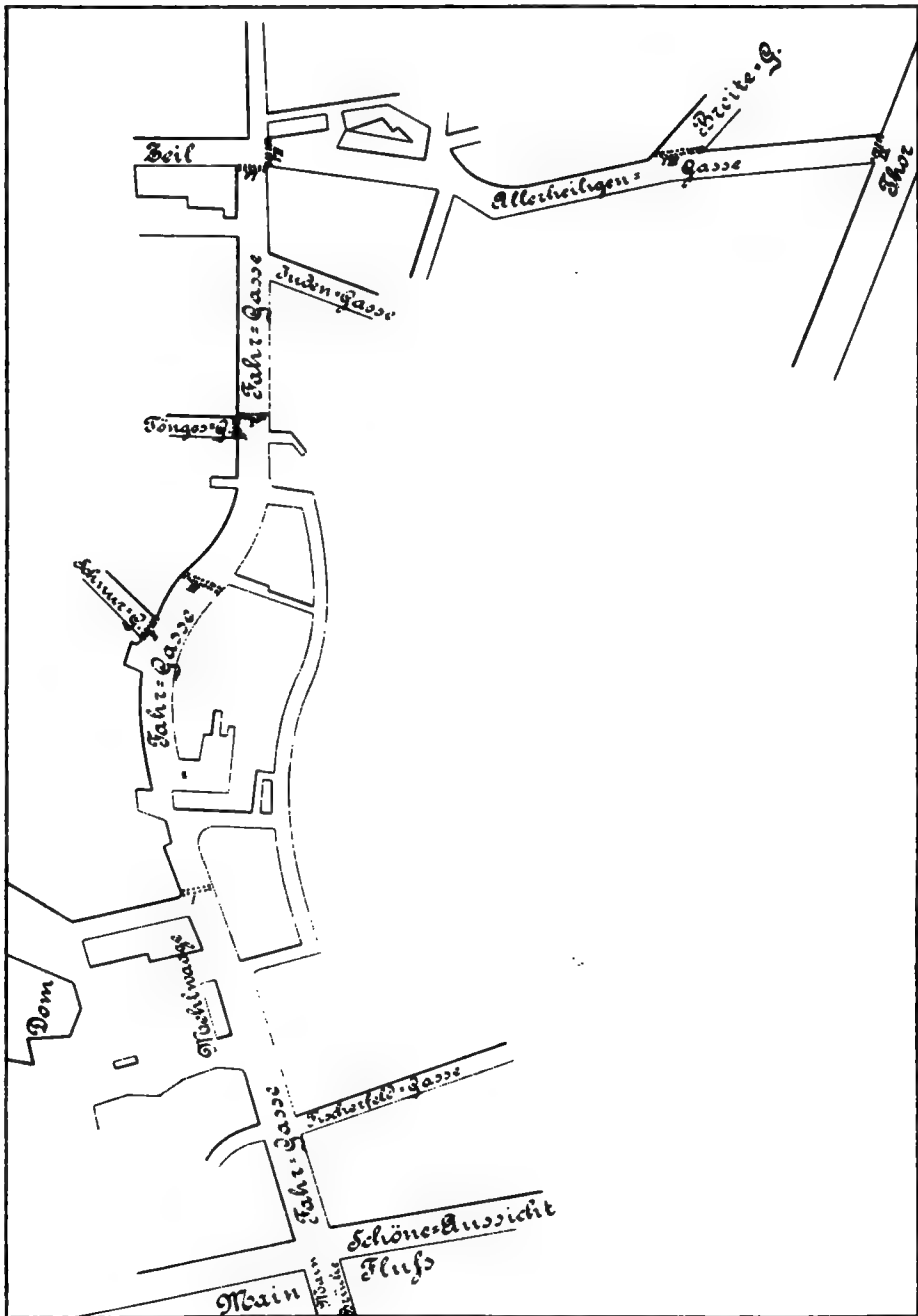 Zeil
Breite-G.
Thor
Allerheiligen-
Gasse
Juden-Gasse
Fahr-Gasse
Tönges-G.
Schnur-G.
Fahr-Gasse
Dom
Fischerfeld-Gasse
Fahr-Gasse
Schöne-Aussicht
Main
Fluſs